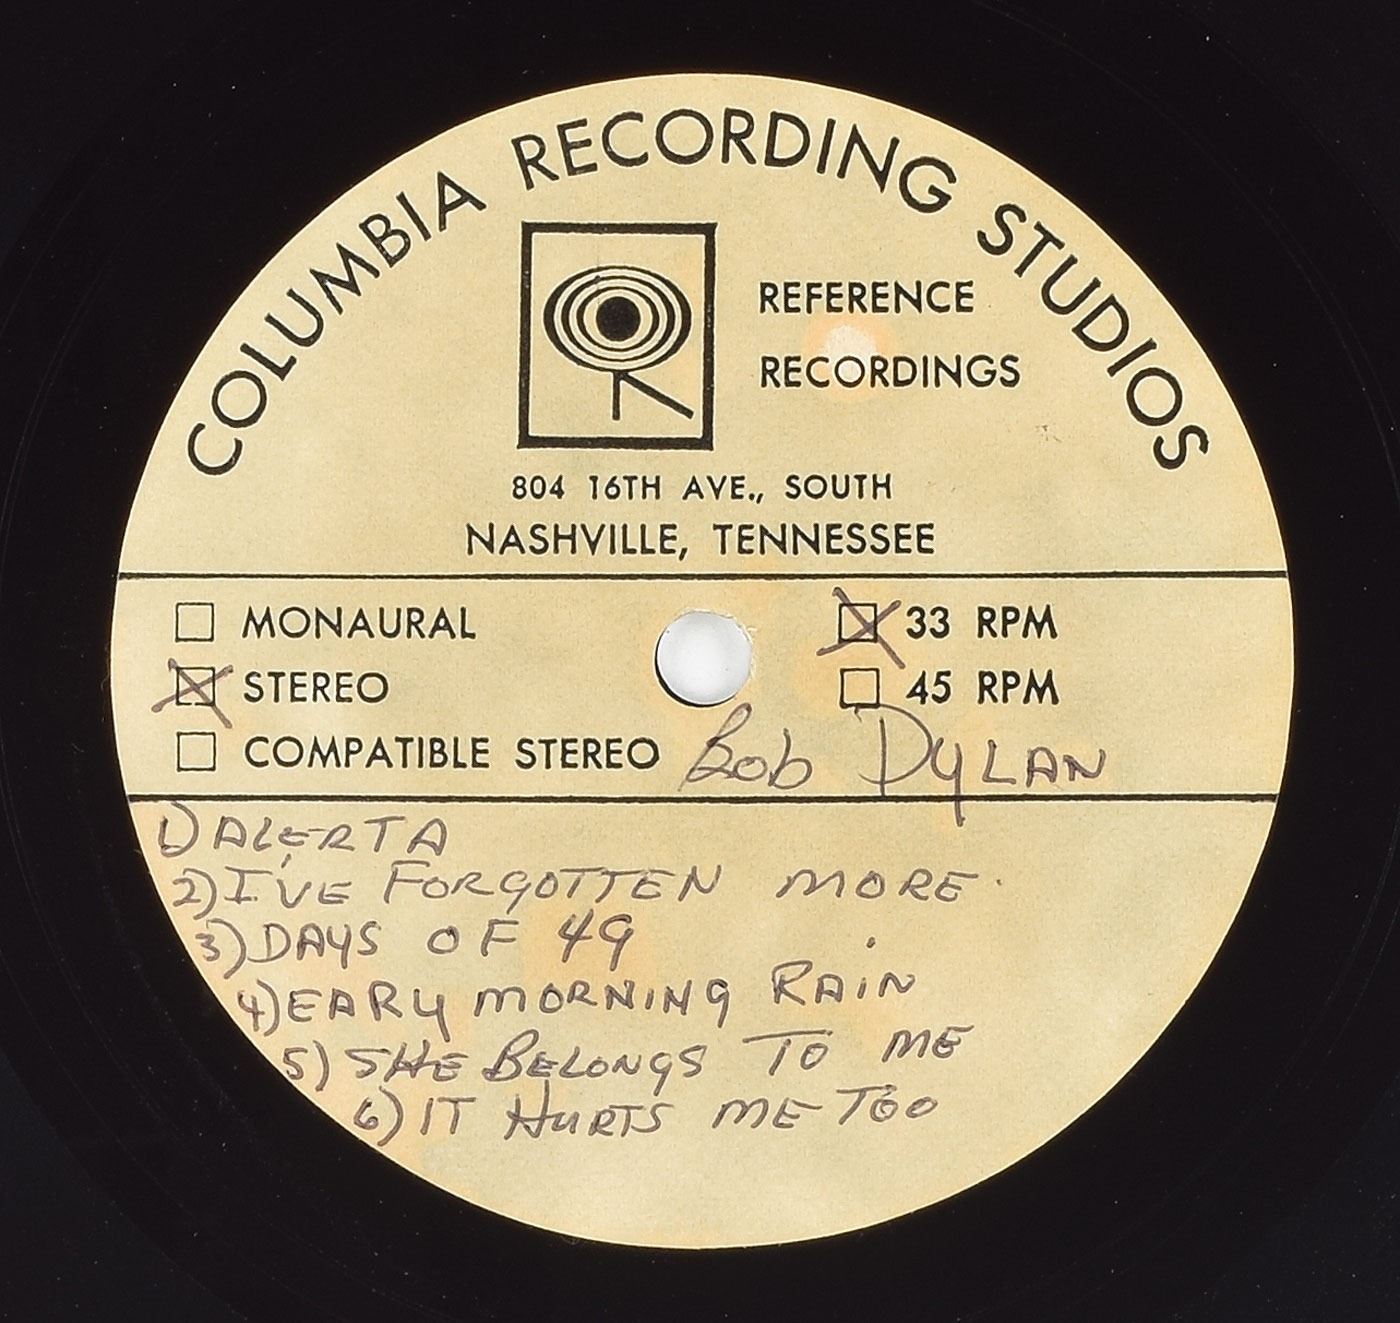 COLUMBIA RECORDING STUDIOS
REFERENCE
RECORDINGS
804 16TH AVE., SOUTH
NASHVILLE, TENNESSEE
MONAURAL
33 RPM
STEREO
45 RPM
COMPATIBLE STEREO
Bob DYLAN
1) ALERTA
2) I'VE FORGOTTEN MORE.
3) DAYS OF 49
4) EARY MORNING RAIN
5) SHE BELONGS TO ME
6) IT HURTS ME TOO